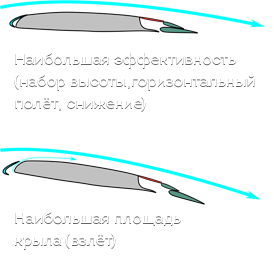 Наибольшая эффективность
(набор высоты,горизонтальный
полёт, снижение)
Наибольшая площадь
крыла (взлёт)